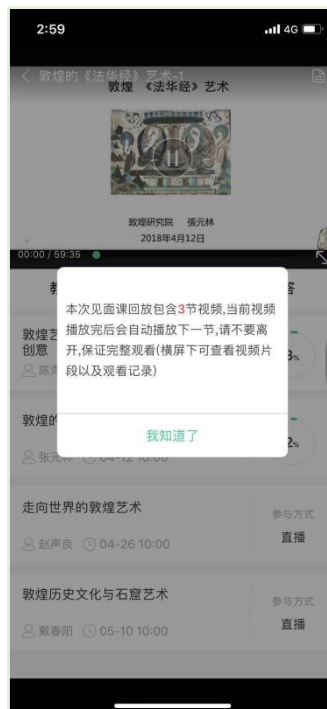 2:59
4G
敦煌的《法华经》艺术-1
敦煌 《法华经》 艺术
敦煌研究院 張元林
2018年4月12日
00:00 / 59:35
本次见面课回放包含3节视频,当前视频
播放完后会自动播放下一节,请不要离
开,保证完整观看(横屏下可查看视频片
段以及观看记录)
我知道了
敦煌艺
创意
敦煌的
张元林 04-12 10:00
走向世界的敦煌艺术
参与方式
赵声良 04-26 10:00
直播
敦煌历史文化与石窟艺术
参与方式
戴春阳 05-10 10:00
直播